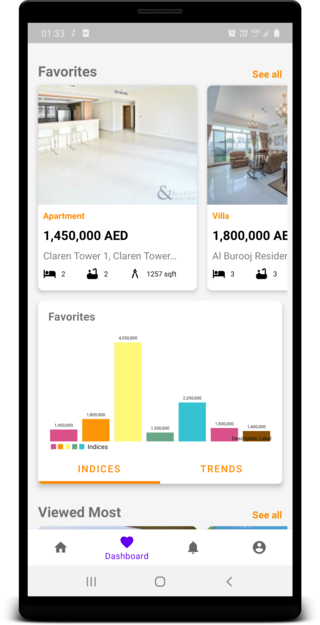 01:33
Favorites
See all
Apartment
1,450,000 AED
Claren Tower 1, Claren Tower...
2
2
1257 sqft
Villa
1,800,000 AE
Al Burooj Resider
3
3
Favorites
4,350,000
2,350,000
1,800,000
1,650,000
1,350,000
1,500,000
1,400,000
Indices
Description Label
INDICES
TRENDS
Viewed Most
See all
Dashboard